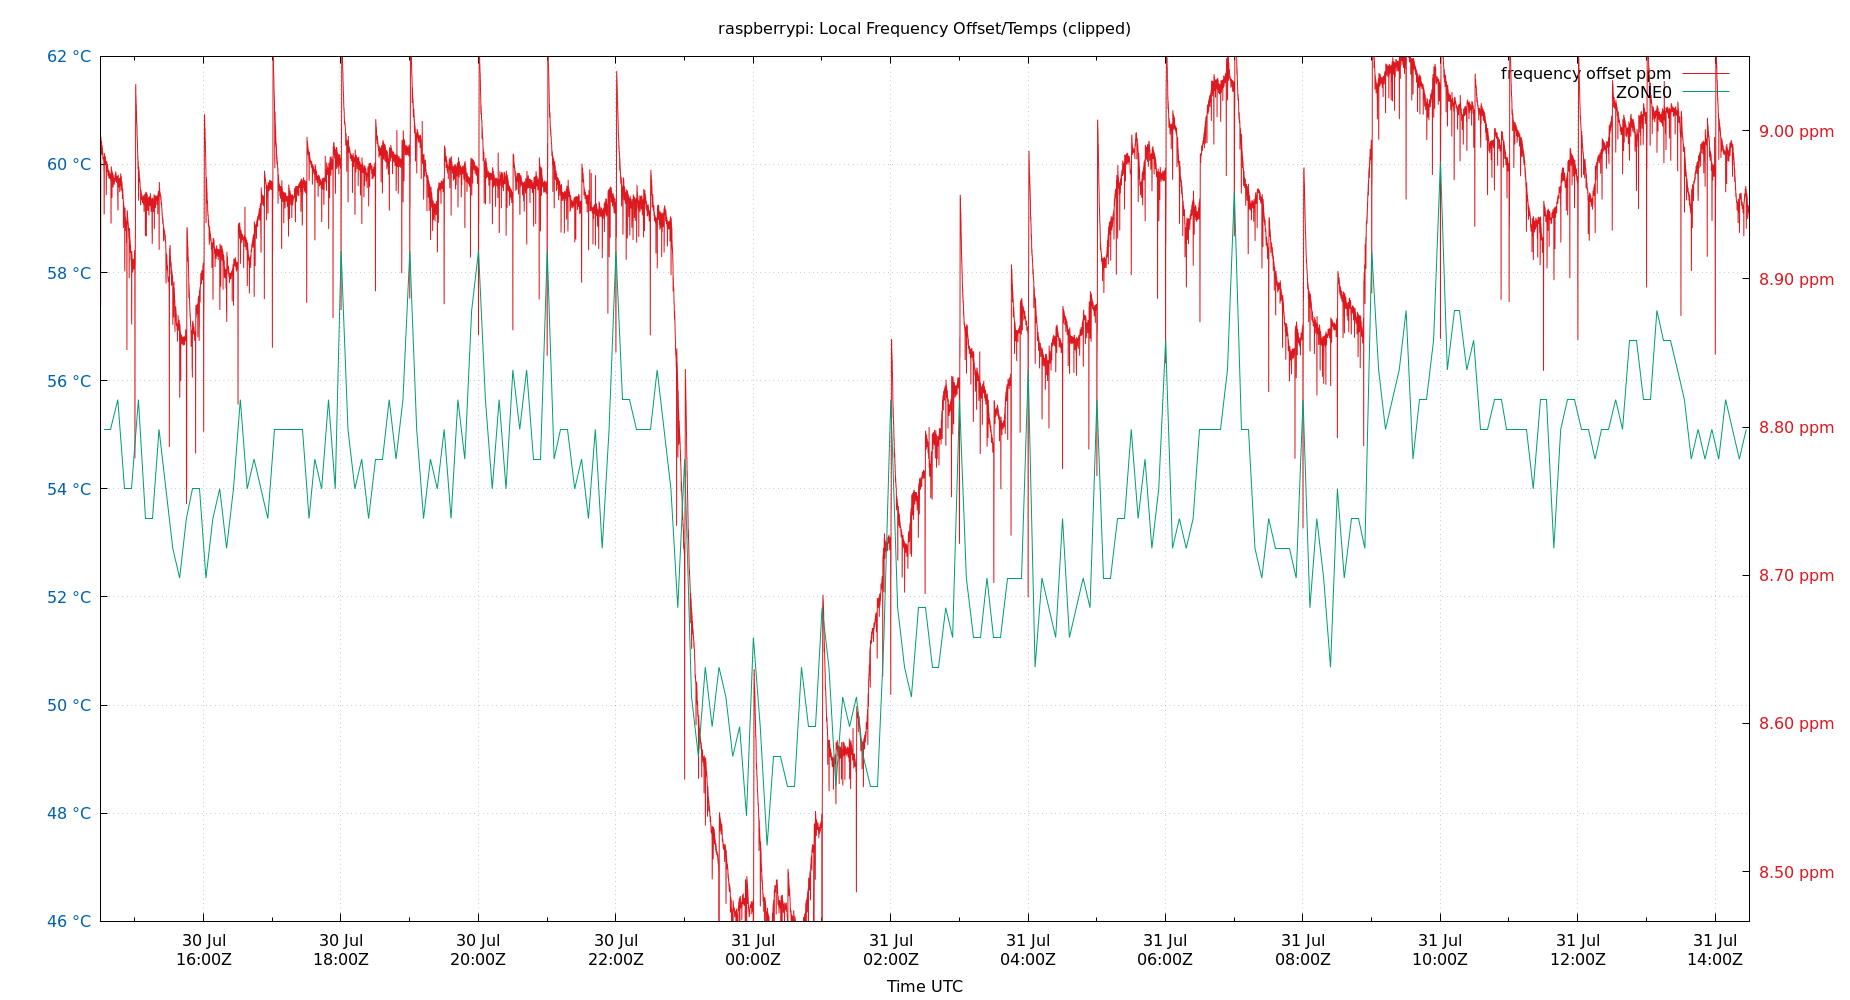 raspberrypi: Local Frequency Offset/Temps (clipped)
62 °C
60 °C
58 °C
56 °C
54 °C
52 °C
50 °C
48 °C
46 °C
frequency offset ppm
ZONE0
9.00 ppm
8.90 ppm
8.80 ppm
8.70 ppm
8.60 ppm
8.50 ppm
30 Jul 30 Jul 30 Jul 30 Jul 31 Jul 31 Jul 31 Jul 31 Jul 31 Jul 31 Jul 31 Jul 31 Jul
16:00Z 18:00Z 20:00Z 22:00Z 00:00Z 02:00Z 04:00Z 06:00Z 08:00Z 10:00Z 12:00Z 14:00Z
Time UTC